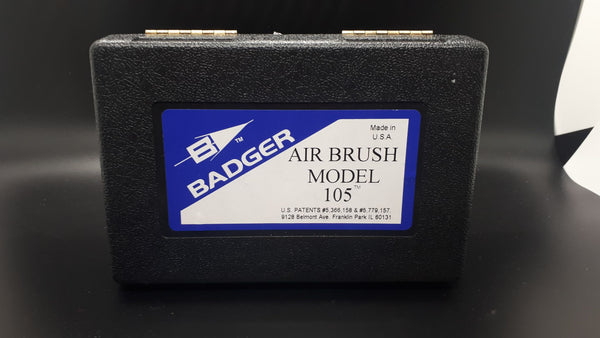 B
TM
BADGER
Made in
U.S.A.
AIR BRUSH
MODEL
105™
U.S. PATENTS #5,366,158 & #5,779,157
9128 Belmont Ave. Franklin Park IL 60131